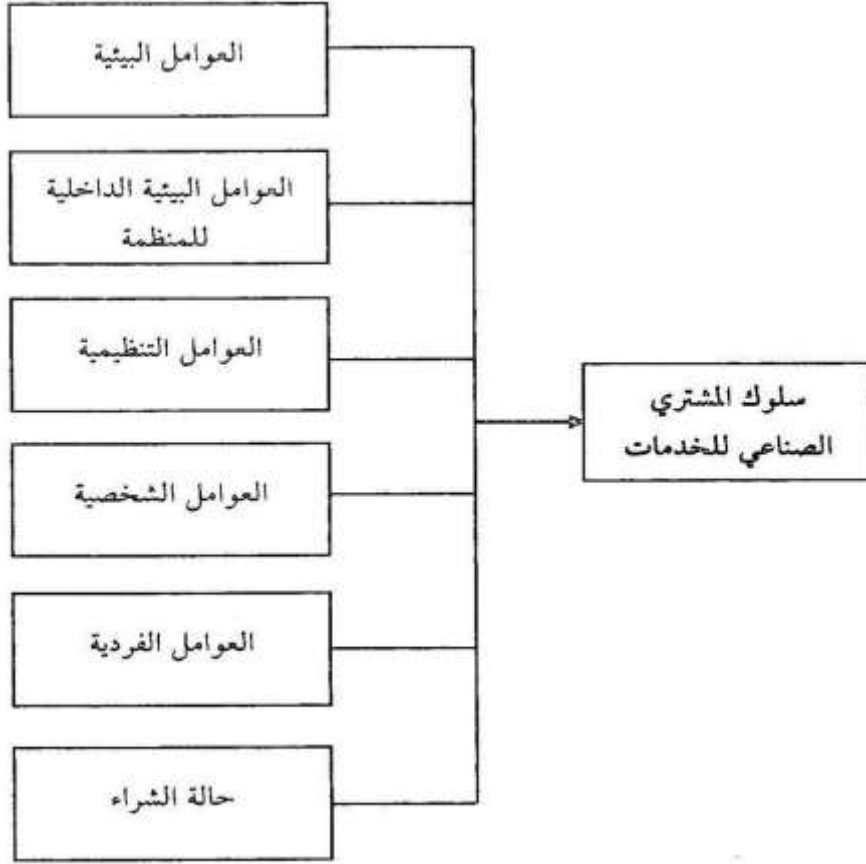 العوامل البيئية
العوامل البيئية الداخلية
للمنظمة
العوامل التنظيمية
سلوك المشتري
الصناعي للخدمات
العوامل الشخصية
العوامل الفردية
حالة الشراء